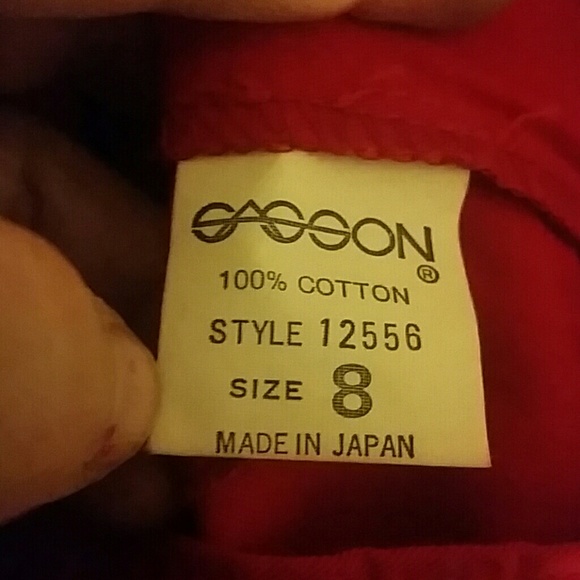 SASSON®
100% COTTON
STYLE 12556
SIZE 8
MADE IN JAPAN